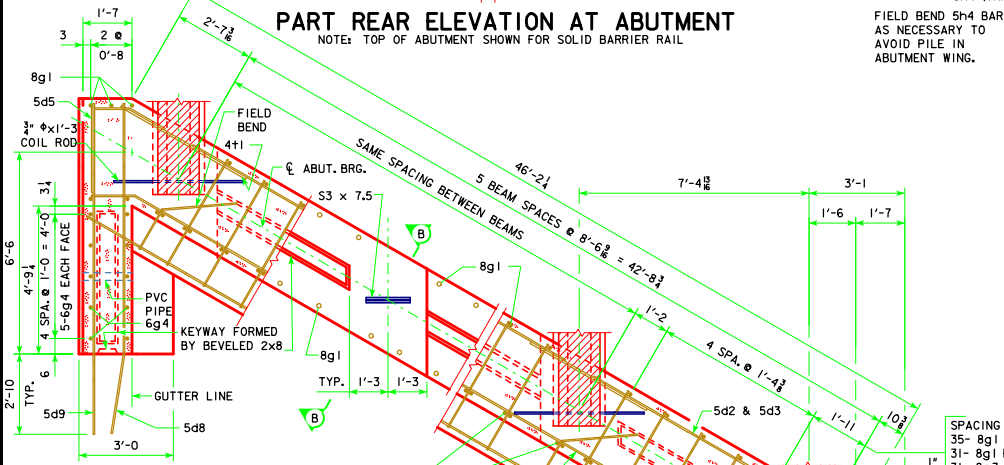 PART REAR ELEVATION AT ABUTMENT
NOTE: TOP OF ABUTMENT SHOWN FOR SOLID BARRIER RAIL
FIELD BEND 5h4 BAR
AS NECESSARY TO
AVOID PILE IN
ABUTMENT WING.
1'-7
3
2 @
0'-8
2'-7 3/16
8g1
5d5
3/4" Φx1'-3
COIL ROD
FIELD
BEND
4t1
℄ ABUT. BRG.
S3 x 7.5
SAME SPACING BETWEEN BEAMS
5 BEAM SPACES @ 8'-6 9/16 = 42'-8 3/4
46'-2 1/4
7'-4 13/16
3'-1
1'-6
1'-7
B
8g1
3 1/4
6'-6
4'-9 1/4
4 SPA. @ 1'-0 = 4'-0
5-6g4 EACH FACE
6
2'-10
TYP.
PVC
PIPE
6g4
KEYWAY FORMED
BY BEVELED 2x8
8g1
TYP.
1'-3
1'-3
1'-2
4 SPA. @ 1'-4 3/8
1'-11
10 3/8
GUTTER LINE
B
5d2 & 5d3
5d9
5d8
3'-0
SPACING
35- 8g1
31- 8g1
1"